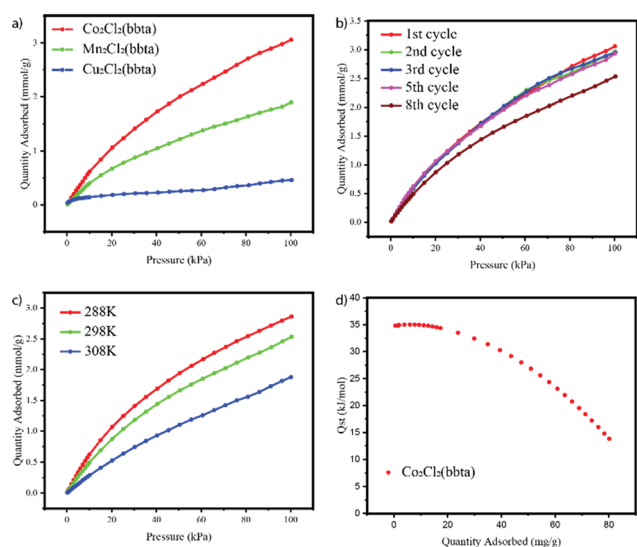 a)
Co₂Cl₂(bbta)
Mn₂Cl₂(bbta)
Cu₂Cl₂(bbta)
Quantity Adsorbed (mmol/g)
3
2
1
0
0 20 40 60 80 100
Pressure (kPa)
b)
1st cycle
2nd cycle
3rd cycle
5th cycle
8th cycle
Quantity Adsorbed (mmol/g)
3.5
3.0
2.5
2.0
1.5
1.0
0.5
0.0
0 20 40 60 80 100
Pressure (kPa)
c)
288K
298K
308K
Quantity Adsorbed (mmol/g)
3.0
2.5
2.0
1.5
1.0
0.5
0.0
0 20 40 60 80 100
Pressure (kPa)
d)
Qst (kJ/mol)
40
35
30
25
20
15
10
5
0
Co₂Cl₂(bbta)
0 10 20 30 40 50 60 70 80
Quantity Adsorbed (mg/g)